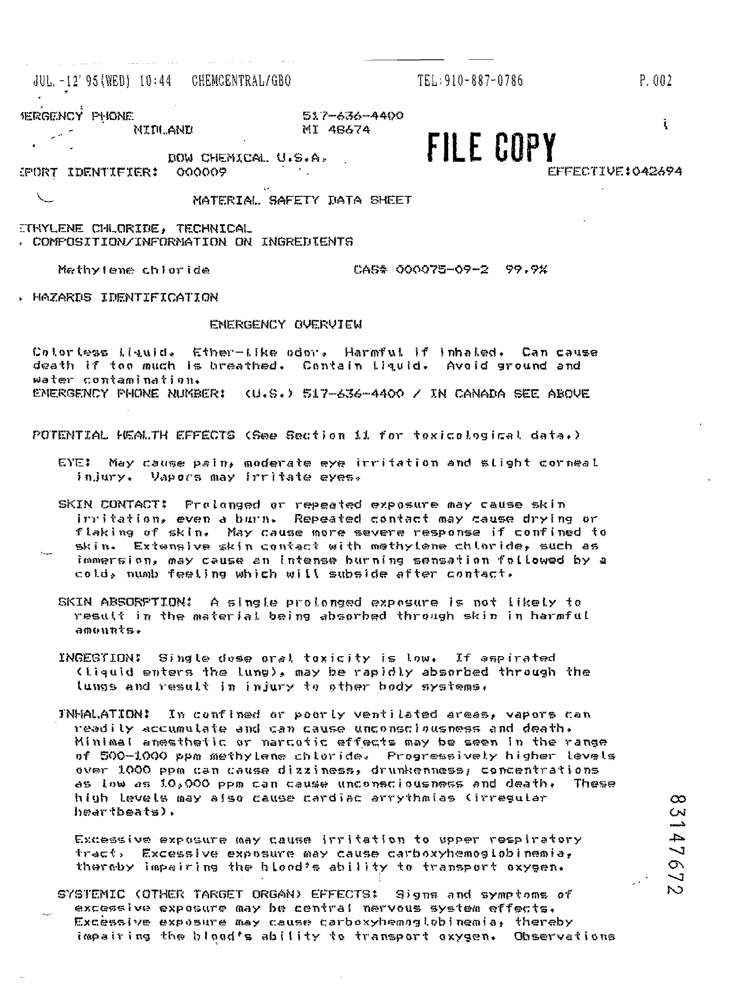 JUL.-12'95(WED) 10:44 CHEMCENTRAL/GBO TEL:910-887-0786 P.002
MERGENCY PHONE 517-636-4400
MIDLAND MI 48674
FILE COPY
DOW CHEMICAL U.S.A.
EPORT IDENTIFIER: 000009 EFFECTIVE:042694
MATERIAL SAFETY DATA SHEET
ETHYLENE CHLORIDE, TECHNICAL
. COMPOSITION/INFORMATION ON INGREDIENTS
Methylene chloride CAS# 000075-09-2 99.9%
. HAZARDS IDENTIFICATION
EMERGENCY OVERVIEW
Colorless liquid. Ether-like odor. Harmful if inhaled. Can cause
death if too much is breathed. Contain liquid. Avoid ground and
water contamination.
EMERGENCY PHONE NUMBER: (U.S.) 517-636-4400 / IN CANADA SEE ABOVE
POTENTIAL HEALTH EFFECTS (See Section 11 for toxicological data.)
EYE: May cause pain, moderate eye irritation and slight corneal
injury. Vapors may irritate eyes.
SKIN CONTACT: Prolonged or repeated exposure may cause skin
irritation, even a burn. Repeated contact may cause drying or
flaking of skin. May cause more severe response if confined to
skin. Extensive skin contact with methylene chloride, such as
immersion, may cause an intense burning sensation followed by a
cold, numb feeling which will subside after contact.
SKIN ABSORPTION: A single prolonged exposure is not likely to
result in the material being absorbed through skin in harmful
amounts.
INGESTION: Single dose oral toxicity is low. If aspirated
(liquid enters the lung), may be rapidly absorbed through the
lungs and result in injury to other body systems.
INHALATION: In confined or poorly ventilated areas, vapors can
readily accumulate and can cause unconsciousness and death.
Minimal anesthetic or narcotic effects may be seen in the range
of 500-1000 ppm methylene chloride. Progressively higher levels
over 1000 ppm can cause dizziness, drunkenness; concentrations
as low as 10,000 ppm can cause unconsciousness and death. These
high levels may also cause cardiac arrythmias (irregular
heartbeats).
Excessive exposure may cause irritation to upper respiratory
tract. Excessive exposure may cause carboxyhemoglobinemia,
thereby impairing the blood's ability to transport oxygen.
SYSTEMIC (OTHER TARGET ORGAN) EFFECTS: Signs and symptoms of
excessive exposure may be central nervous system effects.
Excessive exposure may cause carboxyhemoglobinemia, thereby
impairing the blood's ability to transport oxygen. Observations
83147672